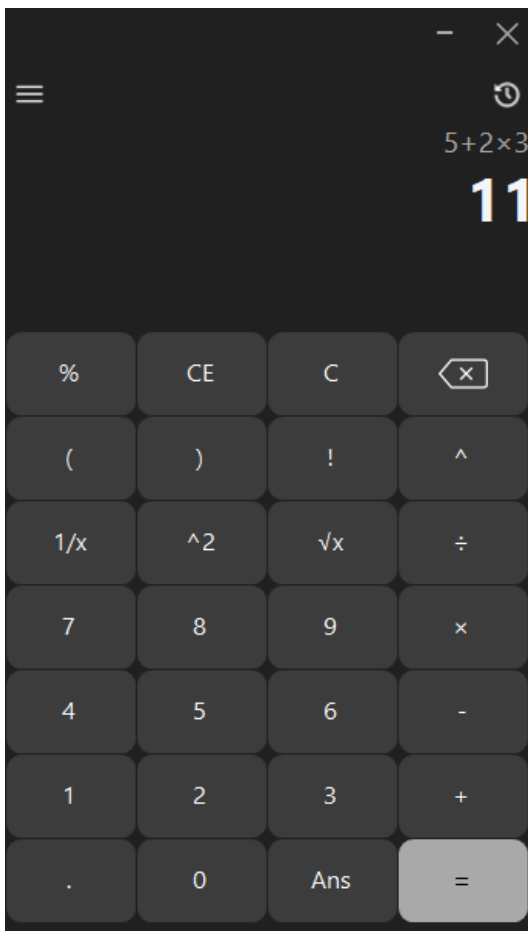 5+2×3
11
% CE C
( ) ! ^
1/x ^2 √x ÷
7 8 9 ×
4 5 6 -
1 2 3 +
. 0 Ans =